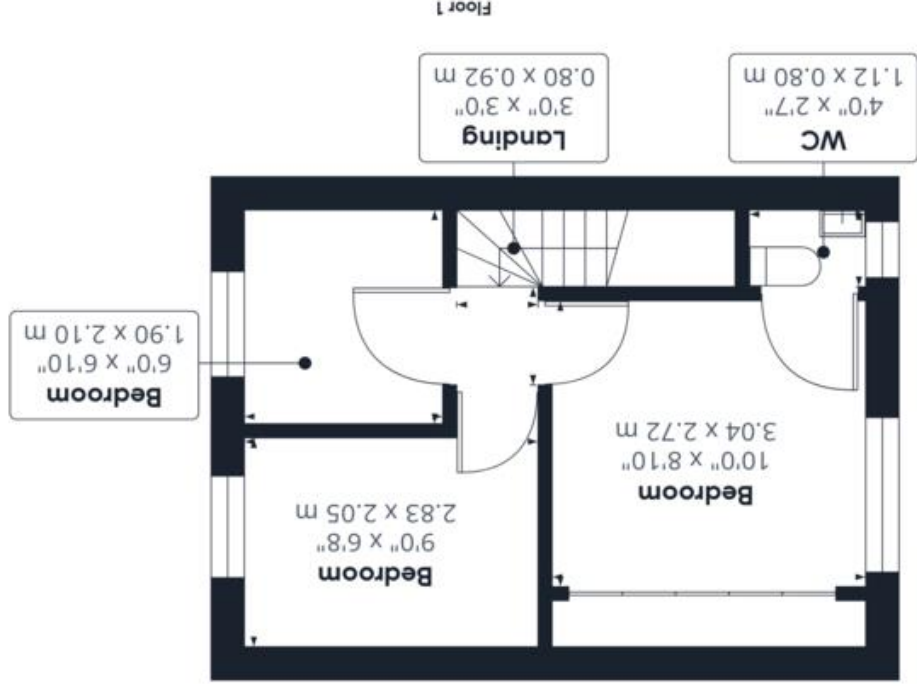 Bedroom
9'0" x 6'8"
2.83 x 2.05 m
Bedroom
10'0" x 8'10"
3.04 x 2.72 m
Bedroom
6'0" x 6'10"
1.90 x 2.10 m
WC
4'0" x 2'7"
1.12 x 0.80 m
Landing
3'0" x 3'0"
0.80 x 0.92 m
Floor 1